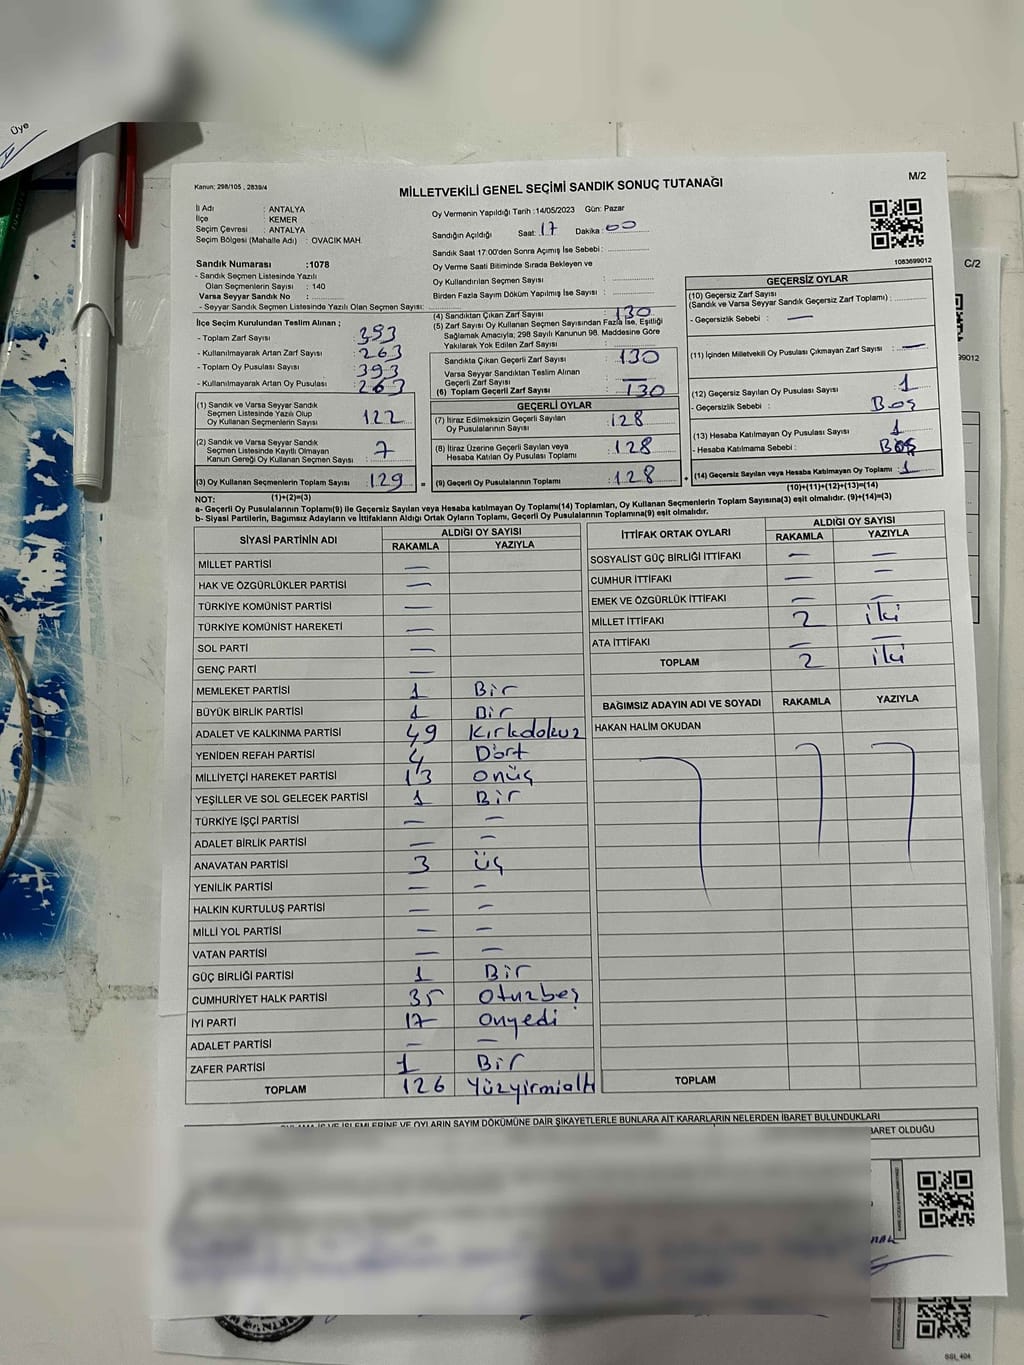 Üye
Kanun: 298/105 , 2839/4
MİLLETVEKİLİ GENEL SEÇİMİ SANDIK SONUÇ TUTANAĞI
M/2
İl Adı : ANTALYA
İlçe : KEMER
Seçim Çevresi : ANTALYA
Seçim Bölgesi (Mahalle Adı) : OVACIK MAH.
Sandık Numarası :1078
- Sandık Seçmen Listesinde Yazılı
Olan Seçmenlerin Sayısı : 140
Varsa Seyyar Sandık No :
- Seyyar Sandık Seçmen Listesinde Yazılı Olan Seçmen Sayısı:
Oy Vermenin Yapıldığı Tarih :14/05/2023 Gün: Pazar
Sandığın Açıldığı Saat: 17 Dakika: 00
Sandık Saat 17:00'den Sonra Açımış İse Sebebi :
Oy Verme Saati Bitiminde Sırada Bekleyen ve
Oy Kullandırılan Seçmen Sayısı :
Birden Fazla Sayım Döküm Yapılmış İse Sayısı :
1083699012
C/2
99012
İlçe Seçim Kurulundan Teslim Alınan ;
- Toplam Zarf Sayısı : 393
- Kullanılmayarak Artan Zarf Sayısı : 263
- Toplam Oy Pusulası Sayısı : 393
- Kullanılmayarak Artan Oy Pusulası : 263
(1) Sandık ve Varsa Seyyar Sandık
Seçmen Listesinde Yazılı Olup
Oy Kullanan Seçmenlerin Sayısı : 122
(2) Sandık ve Varsa Seyyar Sandık
Seçmen Listesinde Kayıtlı Olmayan
Kanun Gereği Oy Kullanan Seçmen Sayısı : 7
(3) Oy Kullanan Seçmenlerin Toplam Sayısı : 129
(4) Sandıktan Çıkan Zarf Sayısı : 130
(5) Zarf Sayısı Oy Kullanan Seçmen Sayısından Fazla İse, Eşitliği
Sağlamak Amacıyla; 298 Sayılı Kanunun 98. Maddesine Göre
Yakılarak Yok Edilen Zarf Sayısı :
Sandıkta Çıkan Geçerli Zarf Sayısı : 130
Varsa Seyyar Sandıktan Teslim Alınan
Geçerli Zarf Sayısı : —
(6) Toplam Geçerli Zarf Sayısı : 130
GEÇERLİ OYLAR
(7) İtiraz Edilmeksizin Geçerli Sayılan
Oy Pusulalarının Sayısı : 128
(8) İtiraz Üzerine Geçerli Sayılan veya
Hesaba Katılan Oy Pusulası Toplamı : 128
= (9) Geçerli Oy Pusulalarının Toplamı : 128
GEÇERSİZ OYLAR
(10) Geçersiz Zarf Sayısı
(Sandık ve Varsa Seyyar Sandık Geçersiz Zarf Toplamı) :
- Geçersizlik Sebebi : —
(11) İçinden Milletvekili Oy Pusulası Çıkmayan Zarf Sayısı : —
(12) Geçersiz Sayılan Oy Pusulası Sayısı : 1
- Geçersizlik Sebebi : Boş
(13) Hesaba Katılmayan Oy Pusulası Sayısı : 1
- Hesaba Katılmama Sebebi : Boş
+ (14) Geçersiz Sayılan veya Hesaba Katılmayan Oy Toplamı : 1
NOT: (1)+(2)=(3)
(10)+(11)+(12)+(13)=(14)
a- Geçerli Oy Pusulalarının Toplamı(9) ile Geçersiz Sayılan veya Hesaba katılmayan Oy Toplamı(14) Toplamları, Oy Kullanan Seçmenlerin Toplam Sayısına(3) eşit olmalıdır. (9)+(14)=(3)
b- Siyasi Partilerin, Bağımsız Adayların ve İttifakların Aldığı Ortak Oyların Toplamı, Geçerli Oy Pusulalarının Toplamına(9) eşit olmalıdır.
SİYASİ PARTİNİN ADI ALDIĞI OY SAYISI
RAKAMLA YAZIYLA
MİLLET PARTİSİ —
HAK VE ÖZGÜRLÜKLER PARTİSİ —
TÜRKİYE KOMÜNİST PARTİSİ —
TÜRKİYE KOMÜNİST HAREKETİ —
SOL PARTİ —
GENÇ PARTİ —
MEMLEKET PARTİSİ 1 Bir
BÜYÜK BİRLİK PARTİSİ 1 Bir
ADALET VE KALKINMA PARTİSİ 49 Kırkdokuz
YENİDEN REFAH PARTİSİ 4 Dört
MİLLİYETÇİ HAREKET PARTİSİ 13 onüç
YEŞİLLER VE SOL GELECEK PARTİSİ 1 Bir
TÜRKİYE İŞÇİ PARTİSİ — —
ADALET BİRLİK PARTİSİ — —
ANAVATAN PARTİSİ 3 üç
YENİLİK PARTİSİ — —
HALKIN KURTULUŞ PARTİSİ — —
MİLLİ YOL PARTİSİ — —
VATAN PARTİSİ — —
GÜÇ BİRLİĞİ PARTİSİ 1 Bir
CUMHURİYET HALK PARTİSİ 35 Otuzbeş
İYİ PARTİ 17 Onyedi
ADALET PARTİSİ — —
ZAFER PARTİSİ 1 Bir
TOPLAM 126 Yüzyirmialtı
İTTİFAK ORTAK OYLARI ALDIĞI OY SAYISI
RAKAMLA YAZIYLA
SOSYALİST GÜÇ BİRLİĞİ İTTİFAKI — —
CUMHUR İTTİFAKI — —
EMEK VE ÖZGÜRLÜK İTTİFAKI — —
MİLLET İTTİFAKI 2 iki
ATA İTTİFAKI — —
TOPLAM 2 iki
BAĞIMSIZ ADAYIN ADI VE SOYADI RAKAMLA YAZIYLA
HAKAN HALİM OKUDAN
TOPLAM
İŞLEMLERİNE VE OYLARIN SAYIM DÖKÜMÜNE DAİR ŞİKAYETLERLE BUNLARA AİT KARARLARIN NELERDEN İBARET BULUNDUKLARI
BARET OLDUĞU